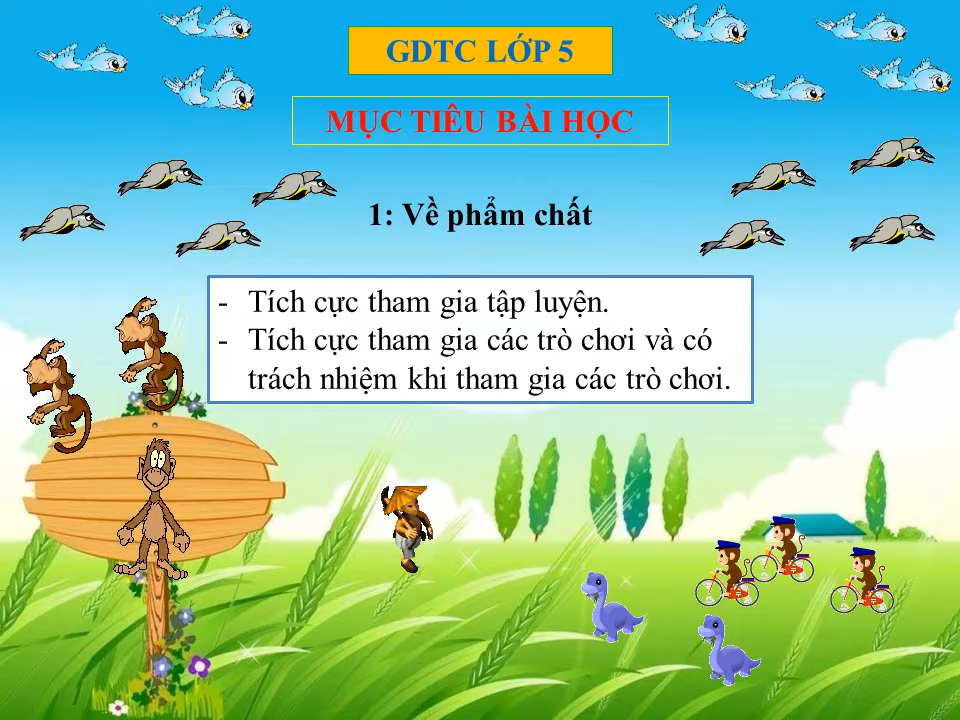 GDTC LỚP 5
MỤC TIÊU BÀI HỌC
1: Về phẩm chất
- Tích cực tham gia tập luyện.
- Tích cực tham gia các trò chơi và có
trách nhiệm khi tham gia các trò chơi.